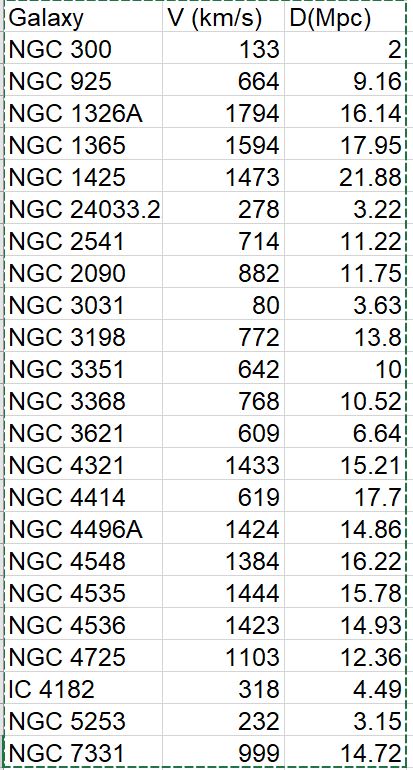 Galaxy V (km/s) D(Mpc)
NGC 300 133 2
NGC 925 664 9.16
NGC 1326A 1794 16.14
NGC 1365 1594 17.95
NGC 1425 1473 21.88
NGC 24033.2 278 3.22
NGC 2541 714 11.22
NGC 2090 882 11.75
NGC 3031 80 3.63
NGC 3198 772 13.8
NGC 3351 642 10
NGC 3368 768 10.52
NGC 3621 609 6.64
NGC 4321 1433 15.21
NGC 4414 619 17.7
NGC 4496A 1424 14.86
NGC 4548 1384 16.22
NGC 4535 1444 15.78
NGC 4536 1423 14.93
NGC 4725 1103 12.36
IC 4182 318 4.49
NGC 5253 232 3.15
NGC 7331 999 14.72